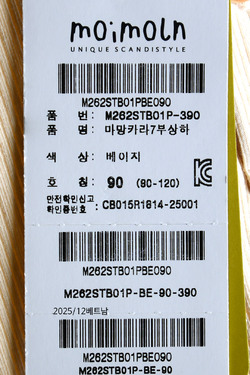 moimoln
UNIQUE SCANDISTYLE
M262STB01PBE090
품 번: M262STB01P-390
품 명: 마망카라7부상하
색 상: 베이지
호 칭: 90 (80-120)
안전확인신고
확인증번호 : CB015R1814-25001
M262STB01PBE090
M262STB01P-BE-90-390
2025/12베트남
M262STB01PBE090
M262STB01P-BE-90